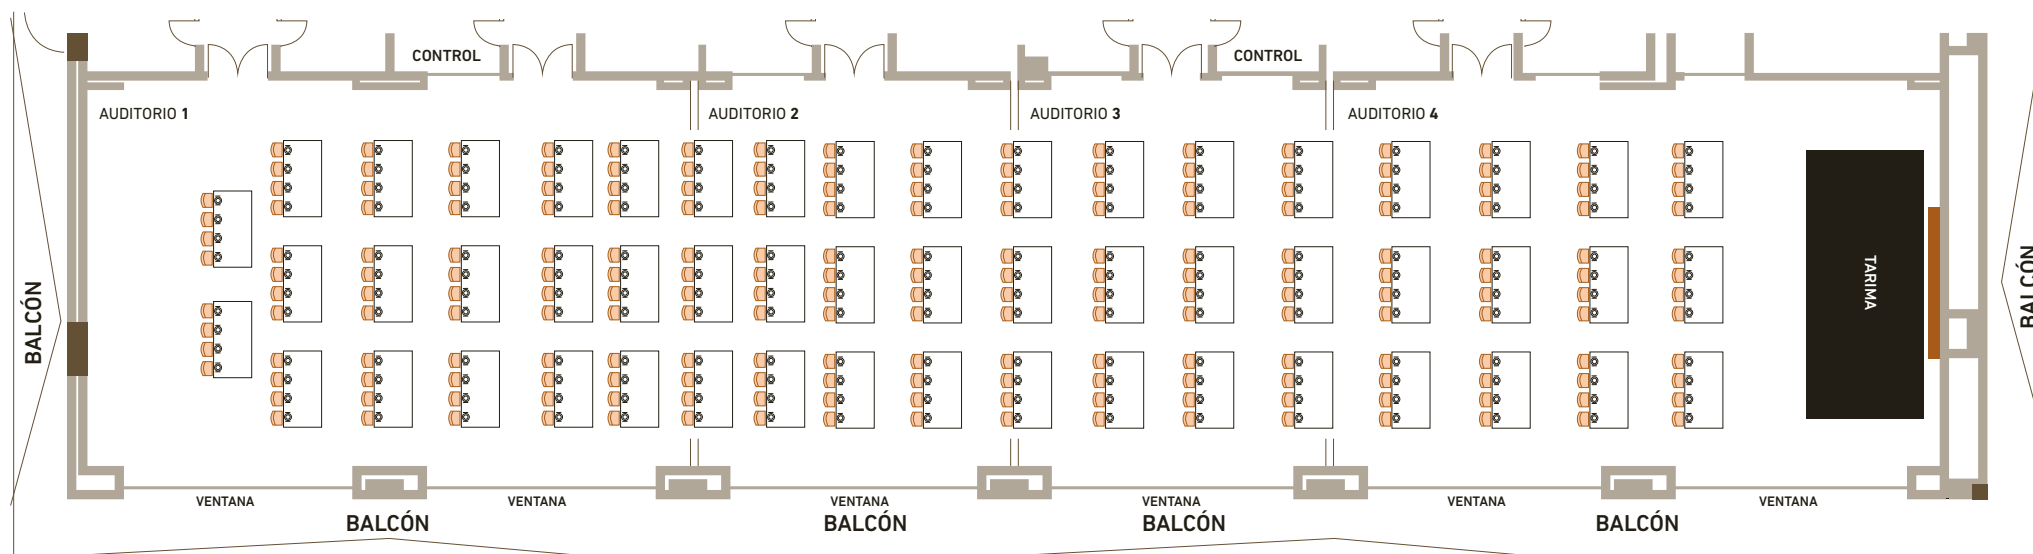 CONTROL
CONTROL
AUDITORIO 1
AUDITORIO 2
AUDITORIO 3
AUDITORIO 4
BALCÓN
TARIMA
BALCÓN
VENTANA
VENTANA
VENTANA
VENTANA
VENTANA
VENTANA
BALCÓN
BALCÓN
BALCÓN
BALCÓN